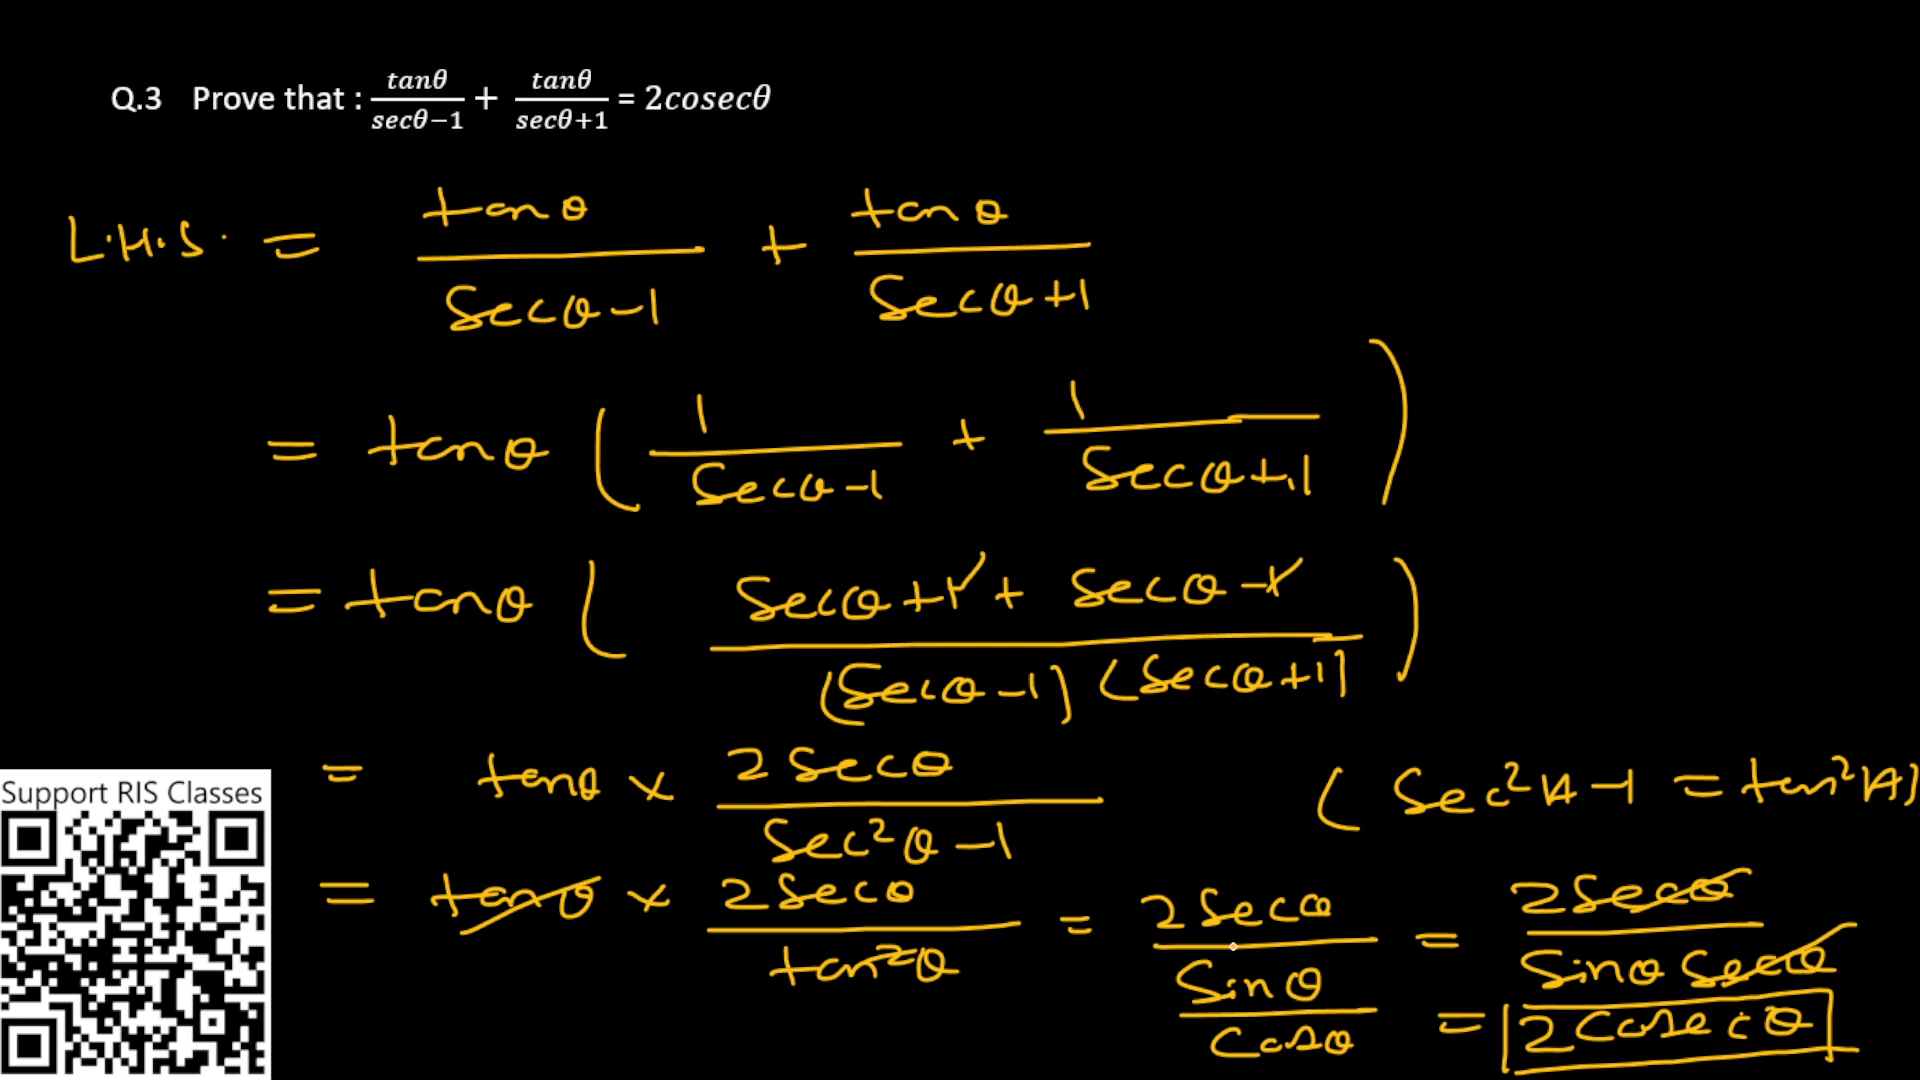 Q.3 Prove that : tanθ/secθ−1 + tanθ/secθ+1 = 2cosecθ
L.H.S. = tanθ/Secθ-1 + tanθ/Secθ+1
= tanθ ( 1/Secθ-1 + 1/Secθ+1 )
= tanθ ( Secθ+1 + Secθ-1/(Secθ-1) (Secθ+1) )
= tanθ × 2Secθ/Sec²θ-1 ( Sec²A-1 = tan²A)
= tanθ × 2Secθ/tan²θ = 2Secθ/Sinθ/Cosθ = 2Secθ/Sinθ Secθ
= 2Cosecθ
Support RIS Classes